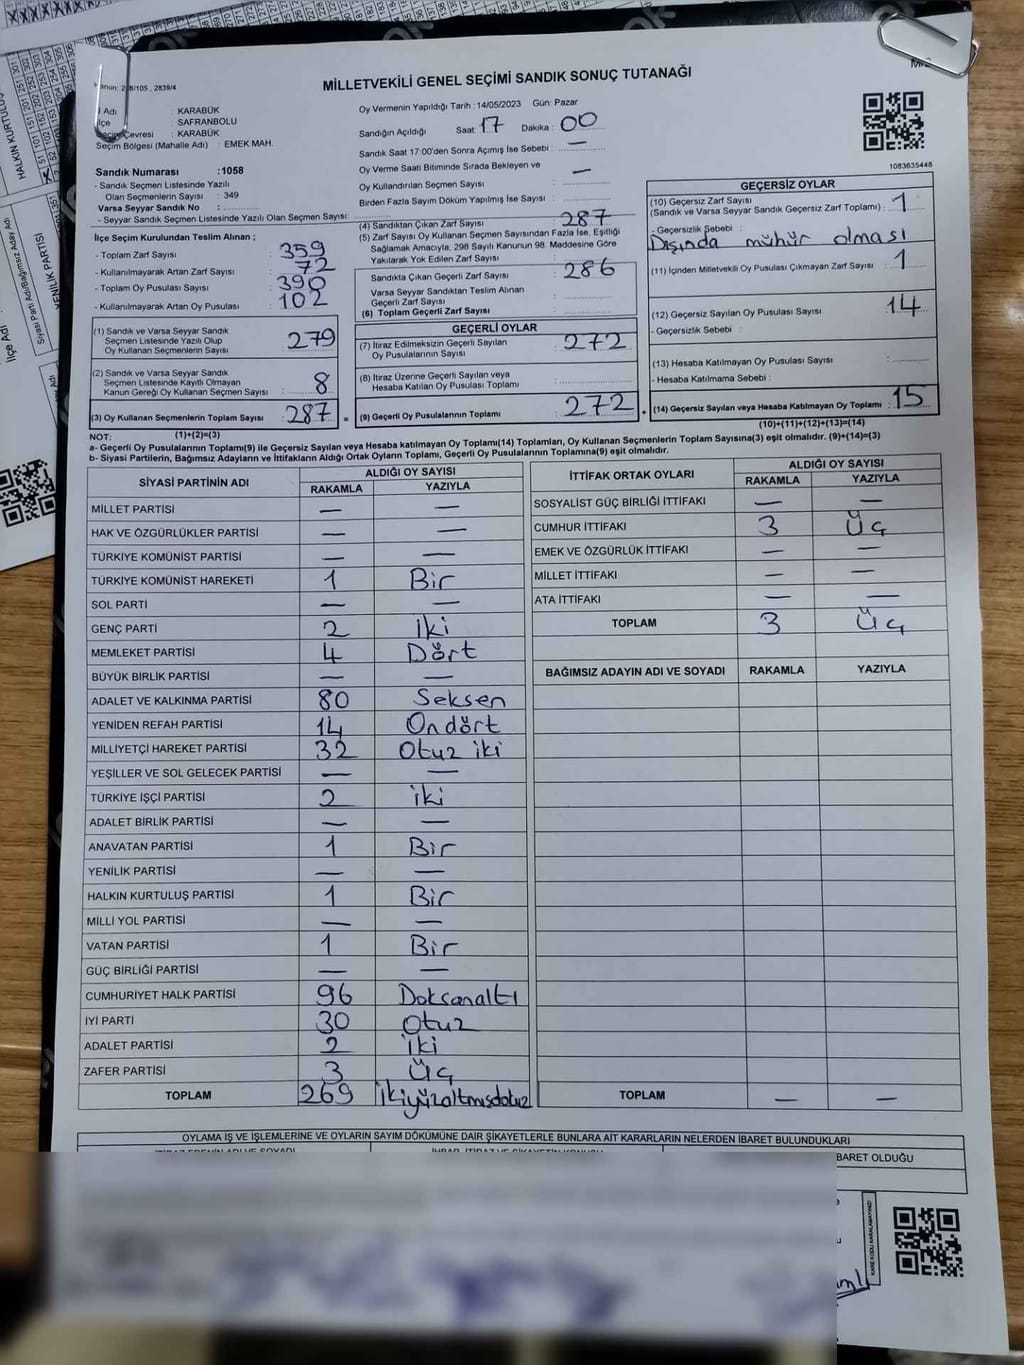 MİLLETVEKİLİ GENEL SEÇİMİ SANDIK SONUÇ TUTANAĞI
/105 , 2839/4
Adı : KARABÜK
İlçe : SAFRANBOLU
Seçim Çevresi : KARABÜK
Seçim Bölgesi (Mahalle Adı) : EMEK MAH.
Oy Vermenin Yapıldığı Tarih : 14/05/2023 Gün: Pazar
Sandığın Açıldığı Saat: 17 Dakika : 00
Sandık Saat 17:00'den Sonra Açımış İse Sebebi : —
Oy Verme Saati Bitiminde Sırada Bekleyen ve —
Oy Kullandırılan Seçmen Sayısı :
Birden Fazla Sayım Döküm Yapılmış İse Sayısı :
1083635448
Sandık Numarası : 1058
- Sandık Seçmen Listesinde Yazılı
Olan Seçmenlerin Sayısı : 349
Varsa Seyyar Sandık No :
- Seyyar Sandık Seçmen Listesinde Yazılı Olan Seçmen Sayısı:
İlçe Seçim Kurulundan Teslim Alınan ;
- Toplam Zarf Sayısı : 359
- Kullanılmayarak Artan Zarf Sayısı : 72
- Toplam Oy Pusulası Sayısı : 390
- Kullanılmayarak Artan Oy Pusulası : 102
(1) Sandık ve Varsa Seyyar Sandık
Seçmen Listesinde Yazılı Olup
Oy Kullanan Seçmenlerin Sayısı : 279
(2) Sandık ve Varsa Seyyar Sandık
Seçmen Listesinde Kayıtlı Olmayan
Kanun Gereği Oy Kullanan Seçmen Sayısı : 8
(3) Oy Kullanan Seçmenlerin Toplam Sayısı : 287 =
(4) Sandıktan Çıkan Zarf Sayısı : 287
(5) Zarf Sayısı Oy Kullanan Seçmen Sayısından Fazla İse, Eşitliği
Sağlamak Amacıyla, 298 Sayılı Kanunun 98. Maddesine Göre
Yakılarak Yok Edilen Zarf Sayısı :
Sandıkta Çıkan Geçerli Zarf Sayısı : 286
Varsa Seyyar Sandıktan Teslim Alınan
Geçerli Zarf Sayısı :
(6) Toplam Geçerli Zarf Sayısı :
GEÇERLİ OYLAR
(7) İtiraz Edilmeksizin Geçerli Sayılan
Oy Pusulalarının Sayısı : 272
(8) İtiraz Üzerine Geçerli Sayılan veya
Hesaba Katılan Oy Pusulası Toplamı :
(9) Geçerli Oy Pusulalarının Toplamı : 272
GEÇERSİZ OYLAR
(10) Geçersiz Zarf Sayısı
(Sandık ve Varsa Seyyar Sandık Geçersiz Zarf Toplamı) : 1
- Geçersizlik Sebebi :
Dışında mühür olması
(11) İçinden Milletvekili Oy Pusulası Çıkmayan Zarf Sayısı : 1
(12) Geçersiz Sayılan Oy Pusulası Sayısı : 14
- Geçersizlik Sebebi :
(13) Hesaba Katılmayan Oy Pusulası Sayısı :
- Hesaba Katılmama Sebebi :
(14) Geçersiz Sayılan veya Hesaba Katılmayan Oy Toplamı : 15
(1)+(2)=(3)
(10)+(11)+(12)+(13)=(14)
NOT:
a- Geçerli Oy Pusulalarının Toplamı(9) ile Geçersiz Sayılan veya Hesaba katılmayan Oy Toplamı(14) Toplamları, Oy Kullanan Seçmenlerin Toplam Sayısına(3) eşit olmalıdır. (9)+(14)=(3)
b- Siyasi Partilerin, Bağımsız Adayların ve İttifakların Aldığı Ortak Oyların Toplamı, Geçerli Oy Pusulalarının Toplamına(9) eşit olmalıdır.
SİYASİ PARTİNİN ADI ALDIĞI OY SAYISI
RAKAMLA YAZIYLA
MİLLET PARTİSİ — —
HAK VE ÖZGÜRLÜKLER PARTİSİ — —
TÜRKİYE KOMÜNİST PARTİSİ — —
TÜRKİYE KOMÜNİST HAREKETİ 1 Bir
SOL PARTİ — —
GENÇ PARTİ 2 İki
MEMLEKET PARTİSİ 4 Dört
BÜYÜK BİRLİK PARTİSİ — —
ADALET VE KALKINMA PARTİSİ 80 Seksen
YENİDEN REFAH PARTİSİ 14 Ondört
MİLLİYETÇİ HAREKET PARTİSİ 32 Otuz iki
YEŞİLLER VE SOL GELECEK PARTİSİ — —
TÜRKİYE İŞÇİ PARTİSİ 2 İki
ADALET BİRLİK PARTİSİ — —
ANAVATAN PARTİSİ 1 Bir
YENİLİK PARTİSİ — —
HALKIN KURTULUŞ PARTİSİ 1 Bir
MİLLİ YOL PARTİSİ — —
VATAN PARTİSİ 1 Bir
GÜÇ BİRLİĞİ PARTİSİ — —
CUMHURİYET HALK PARTİSİ 96 Doksanaltı
İYİ PARTİ 30 Otuz
ADALET PARTİSİ 2 İki
ZAFER PARTİSİ 3 Üç
TOPLAM 269 İkiyüzaltmışdokuz
İTTİFAK ORTAK OYLARI ALDIĞI OY SAYISI
RAKAMLA YAZIYLA
SOSYALİST GÜÇ BİRLİĞİ İTTİFAKI — —
CUMHUR İTTİFAKI 3 Üç
EMEK VE ÖZGÜRLÜK İTTİFAKI — —
MİLLET İTTİFAKI — —
ATA İTTİFAKI — —
TOPLAM 3 Üç
BAĞIMSIZ ADAYIN ADI VE SOYADI RAKAMLA YAZIYLA
TOPLAM — —
OYLAMA İŞ VE İŞLEMLERİNE VE OYLARIN SAYIM DÖKÜMÜNE DAİR ŞİKAYETLERLE BUNLARA AİT KARARLARIN NELERDEN İBARET BULUNDUKLARI
BARET OLDUĞU
KARE KODU KARALAMAYINIZ!
HALKIN KURTULUŞ
YENİLİK PARTİSİ
Siyasi Parti Adı/Bağımsız Aday Adı
İlçe Adı